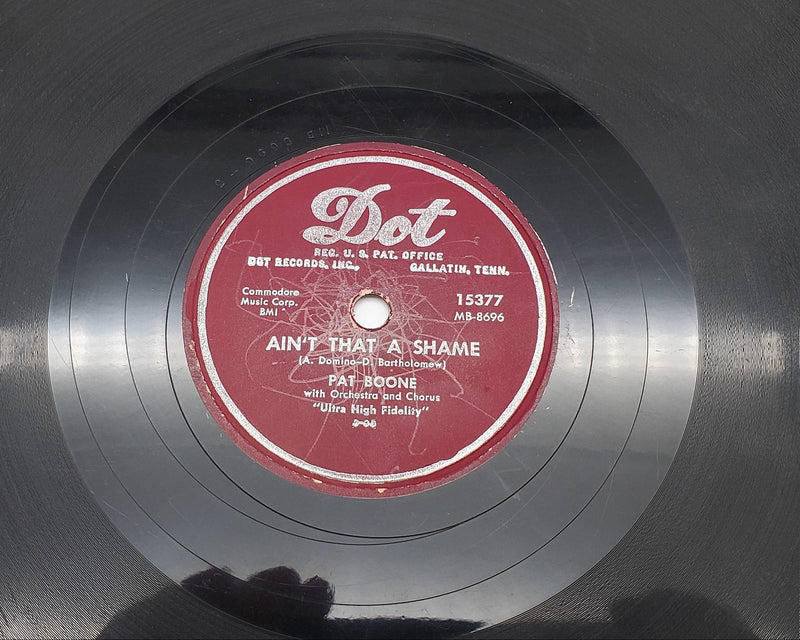 Dot
REG. U. S. PAT. OFFICE
DOT RECORDS, INC., GALLATIN, TENN.
Commodore
Music Corp.
BMI
15377
MB-8696
AIN'T THAT A SHAME
(A. Domino-D. Bartholomew)
PAT BOONE
with Orchestra and Chorus
"Ultra High Fidelity"